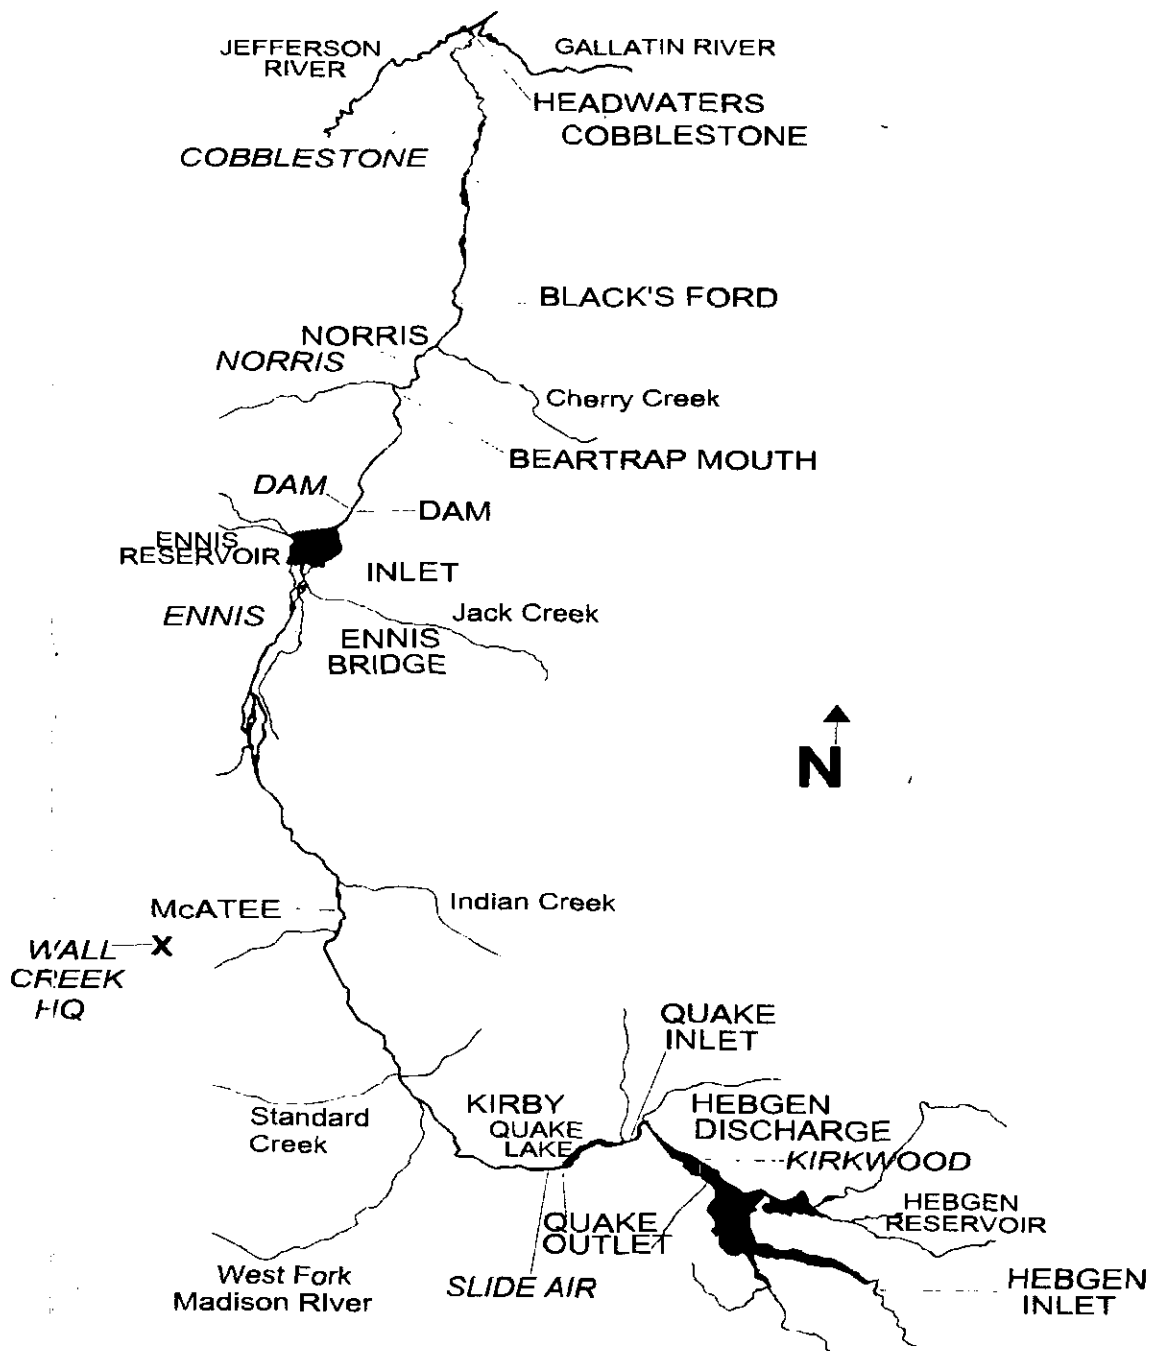 JEFFERSON
RIVER
GALLATIN RIVER
HEADWATERS
COBBLESTONE
COBBLESTONE
BLACK'S FORD
NORRIS
NORRIS
Cherry Creek
BEARTRAP MOUTH
DAM
DAM
ENNIS
RESERVOIR
INLET
ENNIS
Jack Creek
ENNIS
BRIDGE
N
McATEE
Indian Creek
WALL
CREEK
HQ
X
QUAKE
INLET
Standard
Creek
KIRBY
QUAKE
LAKE
HEBGEN
DISCHARGE
KIRKWOOD
HEBGEN
RESERVOIR
QUAKE
OUTLET
West Fork
Madison RIver
SLIDE AIR
HEBGEN
INLET